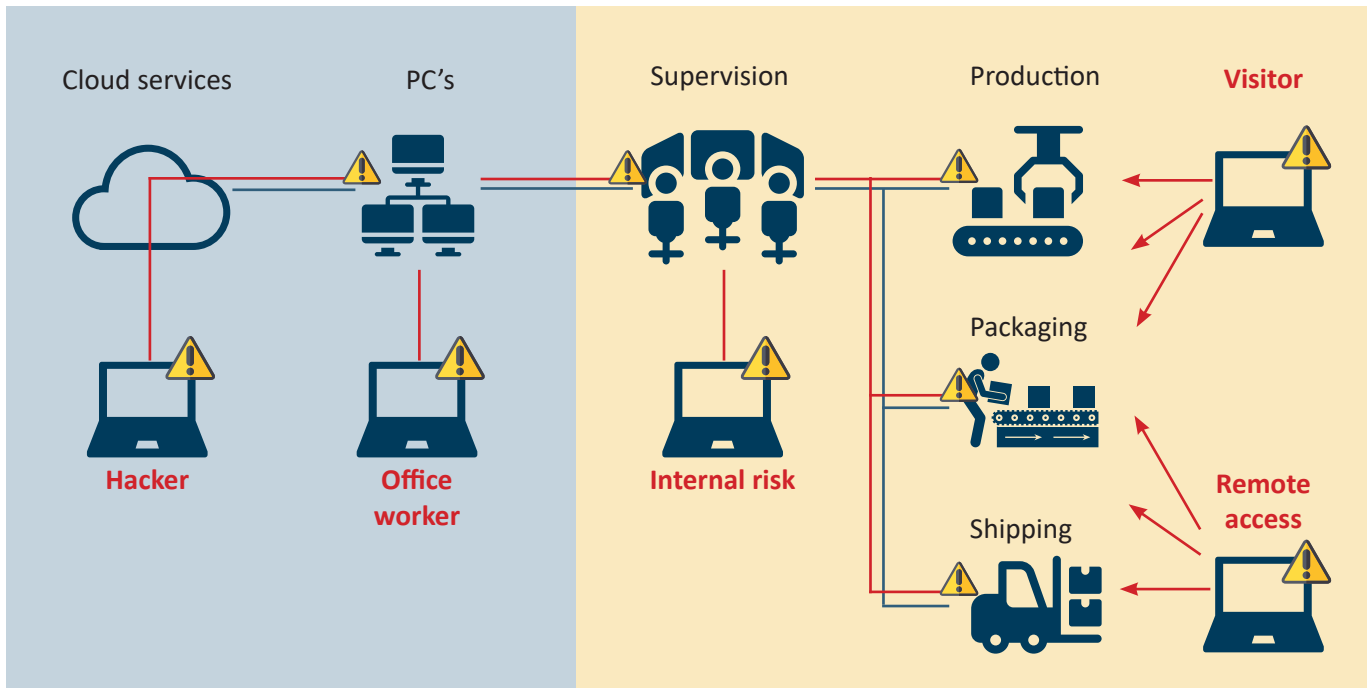 Cloud services
PC's
Supervision
Production
Visitor
Packaging
Hacker
Office
worker
Internal risk
Remote
access
Shipping